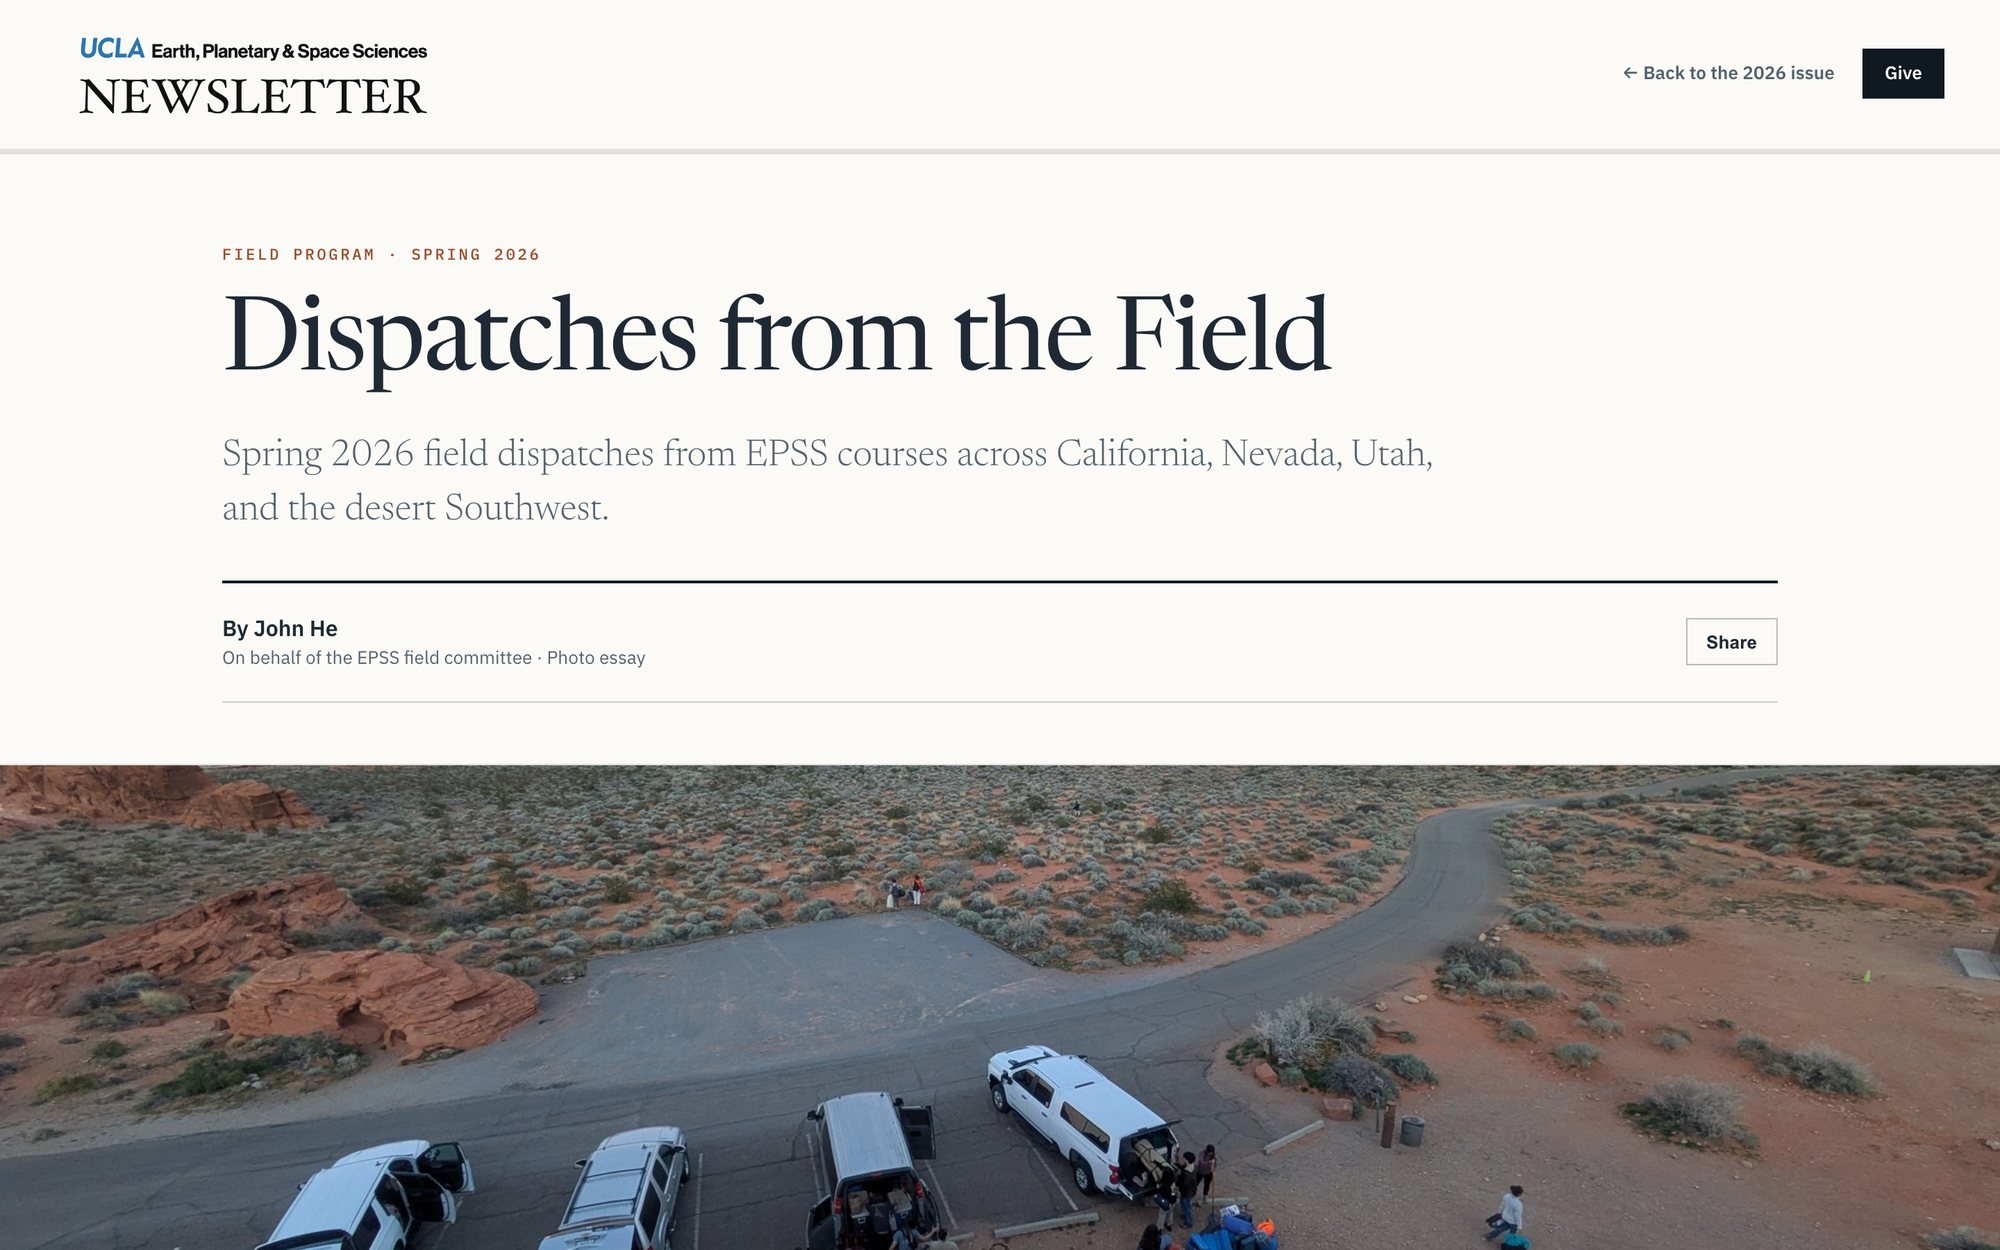 UCLA Earth, Planetary & Space Sciences
NEWSLETTER
← Back to the 2026 issue
Give
FIELD PROGRAM · SPRING 2026
Dispatches from the Field
Spring 2026 field dispatches from EPSS courses across California, Nevada, Utah,
and the desert Southwest.
By John He
On behalf of the EPSS field committee · Photo essay
Share